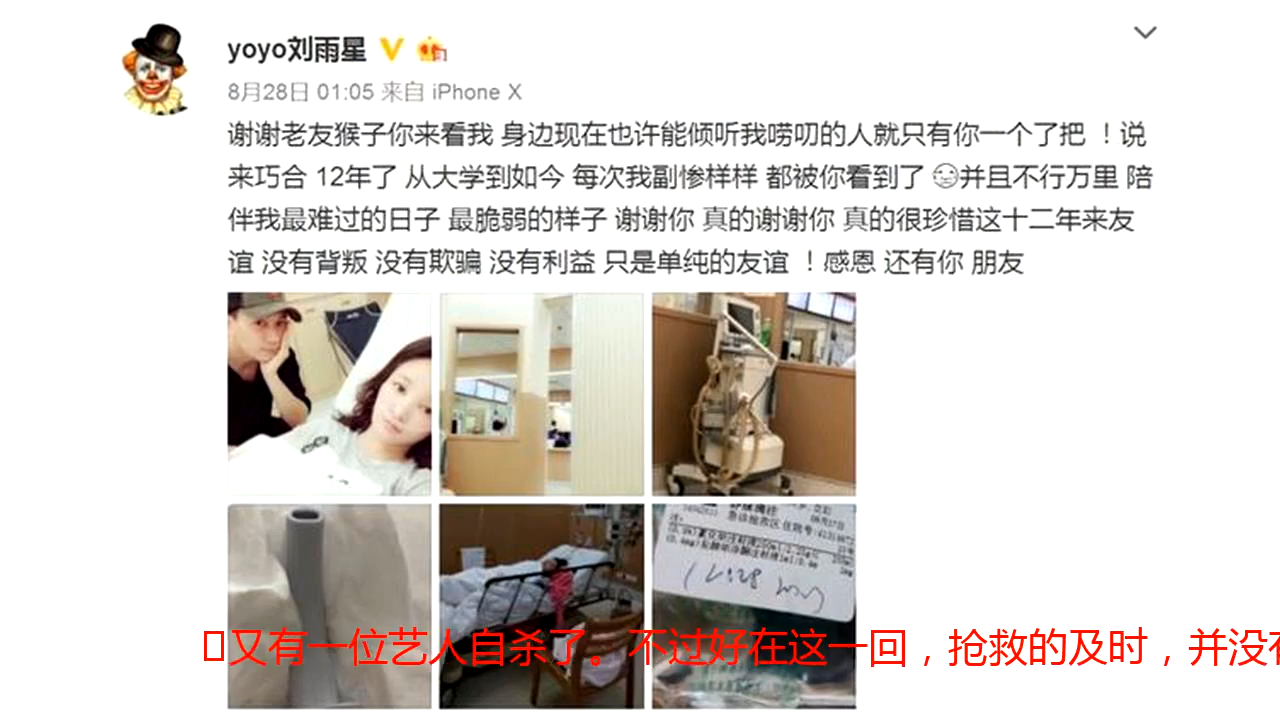 yoyo刘雨星
8月28日 01:05 来自 iPhone X
谢谢老友猴子你来看我 身边现在也许能倾听我唠叨的人就只有你一个了把 ！说
来巧合 12年了 从大学到如今 每次我副惨样样 都被你看到了 并且不行万里 陪
伴我最难过的日子 最脆弱的样子 谢谢你 真的谢谢你 真的很珍惜这十二年来友
谊 没有背叛 没有欺骗 没有利益 只是单纯的友谊 ！感恩 还有你 朋友
急诊抢救区
又有一位艺人自杀了。不过好在这一回，抢救的及时，并没有